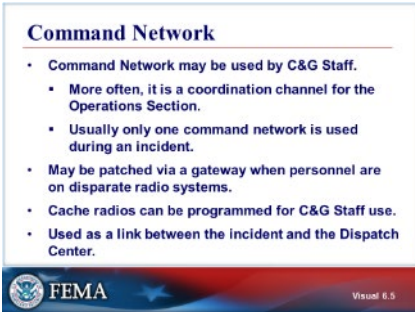 Command Network
• Command Network may be used by C&G Staff.
▪ More often, it is a coordination channel for the
Operations Section.
▪ Usually only one command network is used
during an incident.
• May be patched via a gateway when personnel are
on disparate radio systems.
• Cache radios can be programmed for C&G Staff use.
• Used as a link between the incident and the Dispatch
Center.
FEMA
Visual 6.5